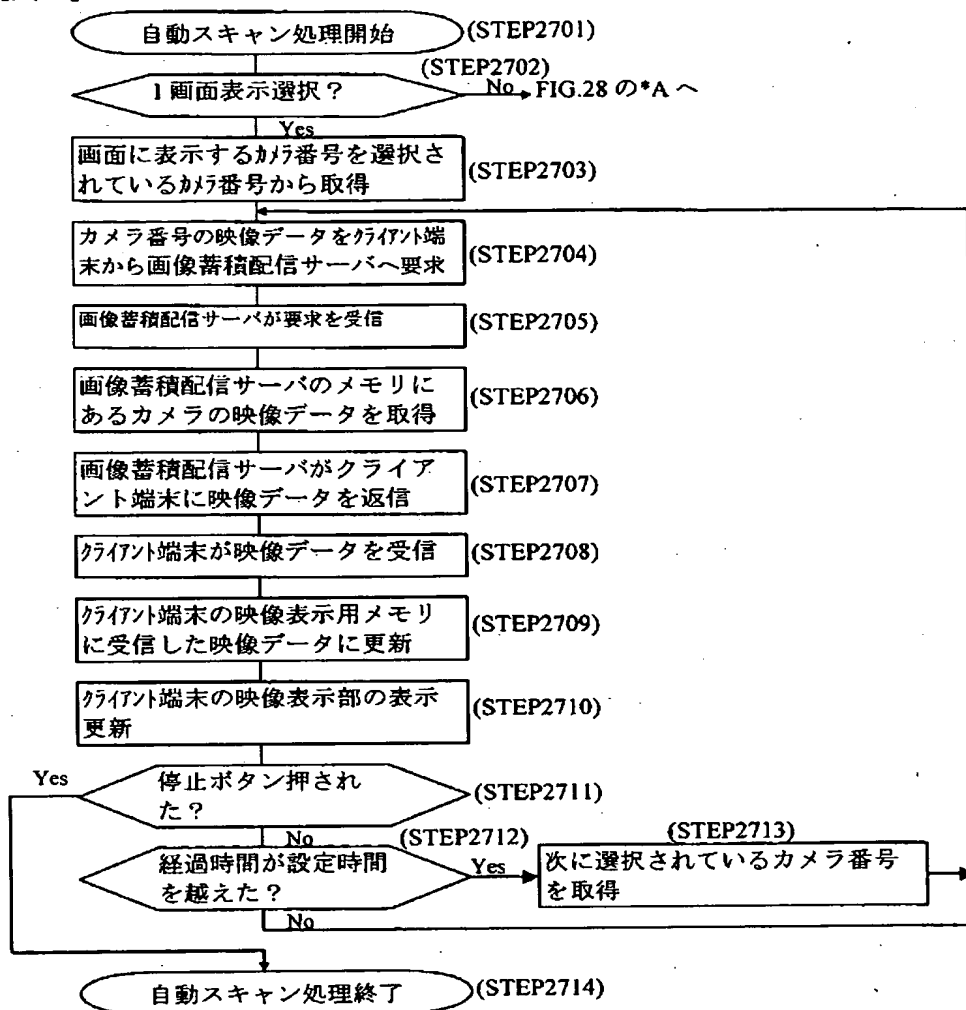 自動スキャン処理開始 (STEP2701)
(STEP2702)
1画面表示選択？ No FIG.28 の*A へ
Yes
画面に表示するｶﾒﾗ番号を選択さ
れているｶﾒﾗ番号から取得
(STEP2703)
カメラ番号の映像データをｸﾗｲｱﾝﾄ端
末から画像蓄積配信サーバへ要求
(STEP2704)
画像蓄積配信サーバが要求を受信
(STEP2705)
画像蓄積配信サーバのメモリに
あるカメラの映像データを取得
(STEP2706)
画像蓄積配信サーバがクライア
ント端末に映像データを返信
(STEP2707)
ｸﾗｲｱﾝﾄ端末が映像データを受信 (STEP2708)
ｸﾗｲｱﾝﾄ端末の映像表示用メモリ
に受信した映像データに更新
(STEP2709)
ｸﾗｲｱﾝﾄ端末の映像表示部の表示
更新
(STEP2710)
Yes
停止ボタン押され
た？
(STEP2711)
No
(STEP2712)
(STEP2713)
経過時間が設定時間
を越えた？
Yes
次に選択されているカメラ番号
を取得
No
自動スキャン処理終了 (STEP2714)